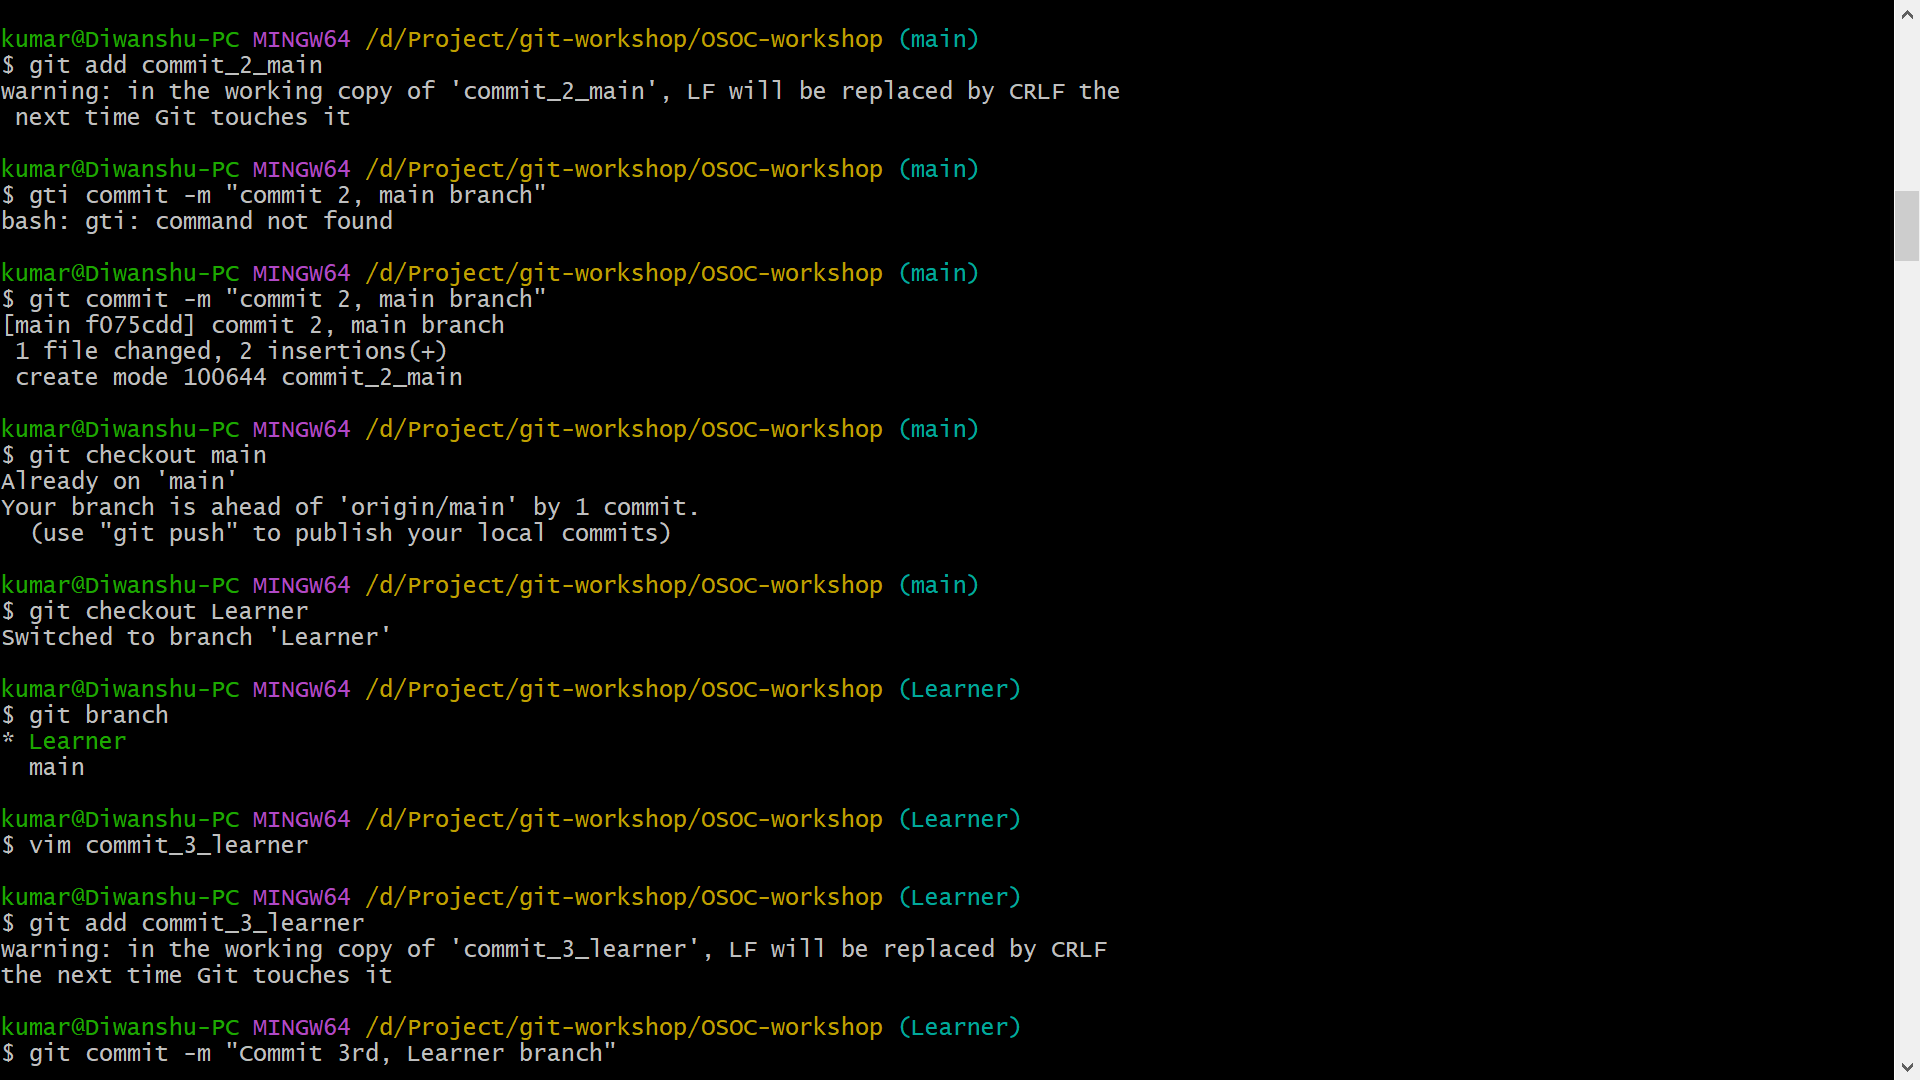 kumar@Diwanshu-PC MINGW64 /d/Project/git-workshop/OSOC-workshop (main)
$ git add commit_2_main
warning: in the working copy of 'commit_2_main', LF will be replaced by CRLF the
 next time Git touches it
kumar@Diwanshu-PC MINGW64 /d/Project/git-workshop/OSOC-workshop (main)
$ gti commit -m "commit 2, main branch"
bash: gti: command not found
kumar@Diwanshu-PC MINGW64 /d/Project/git-workshop/OSOC-workshop (main)
$ git commit -m "commit 2, main branch"
[main f075cdd] commit 2, main branch
 1 file changed, 2 insertions(+)
 create mode 100644 commit_2_main
kumar@Diwanshu-PC MINGW64 /d/Project/git-workshop/OSOC-workshop (main)
$ git checkout main
Already on 'main'
Your branch is ahead of 'origin/main' by 1 commit.
  (use "git push" to publish your local commits)
kumar@Diwanshu-PC MINGW64 /d/Project/git-workshop/OSOC-workshop (main)
$ git checkout Learner
Switched to branch 'Learner'
kumar@Diwanshu-PC MINGW64 /d/Project/git-workshop/OSOC-workshop (Learner)
$ git branch
* Learner
  main
kumar@Diwanshu-PC MINGW64 /d/Project/git-workshop/OSOC-workshop (Learner)
$ vim commit_3_learner
kumar@Diwanshu-PC MINGW64 /d/Project/git-workshop/OSOC-workshop (Learner)
$ git add commit_3_learner
warning: in the working copy of 'commit_3_learner', LF will be replaced by CRLF
the next time Git touches it
kumar@Diwanshu-PC MINGW64 /d/Project/git-workshop/OSOC-workshop (Learner)
$ git commit -m "Commit 3rd, Learner branch"